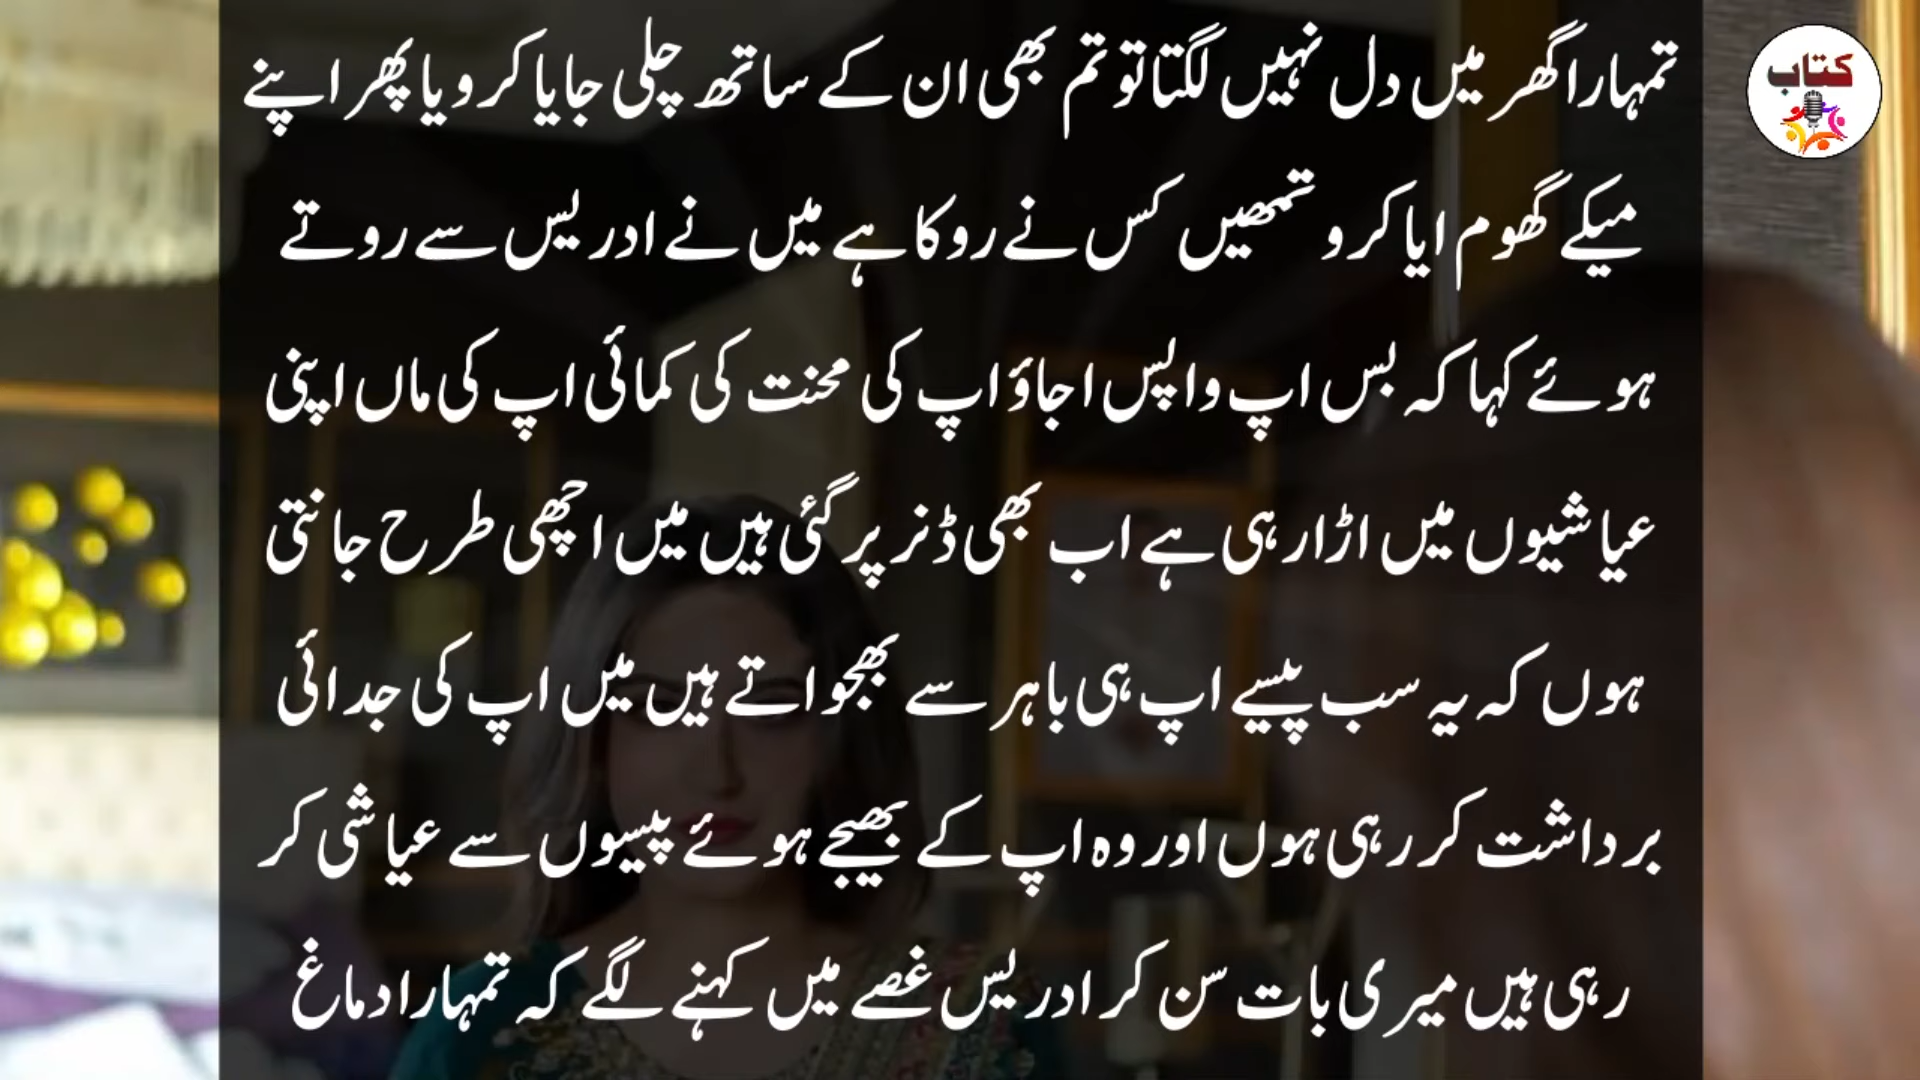 تمہارا گھر میں دل نہیں لگتا تو تم بھی ان کے ساتھ چلی جایا کرو یا پھر اپنے
میکے گھوم ایا کرو تمھیں کس نے روکا ہے میں نے ادریس سے روتے
ہوئے کہا کہ بس اپ واپس اجاؤ اپ کی محنت کی کمائی اپ کی ماں اپنی
عیاشیوں میں اڑا رہی ہے اب بھی ڈنر پر گئی ہیں میں اچھی طرح جانتی
ہوں کہ یہ سب پیسے اپ ہی باہر سے بھجواتے ہیں میں اپ کی جدائی
برداشت کر رہی ہوں اور وہ اپ کے بھیجے ہوئے پیسوں سے عیاشی کر
رہی ہیں میری بات سن کر ادریس غصے میں کہنے لگے کہ تمہارا دماغ
کتاب